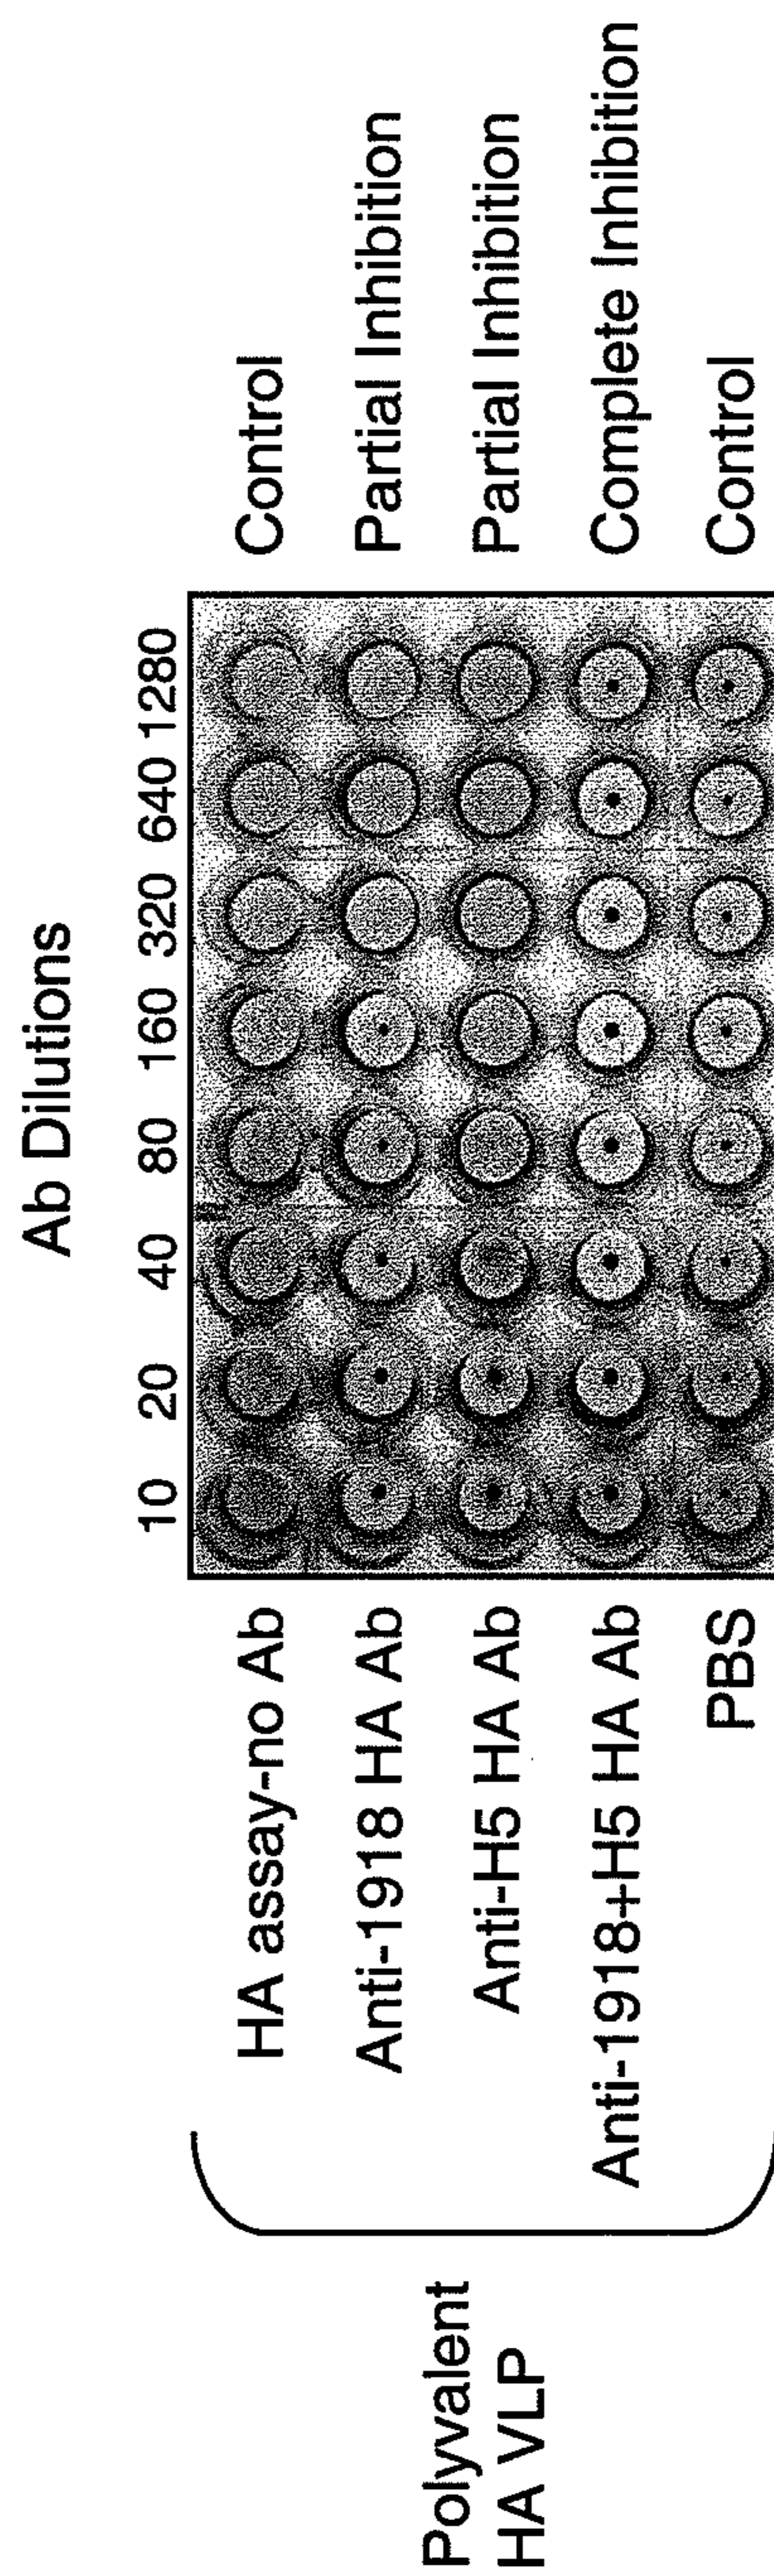 Ab Dilutions
10 20 40 80 160 320 640 1280
Polyvalent
HA VLP
HA assay-no Ab
Control
Anti-1918 HA Ab
Partial Inhibition
Anti-H5 HA Ab
Partial Inhibition
Anti-1918+H5 HA Ab
Complete Inhibition
PBS
Control